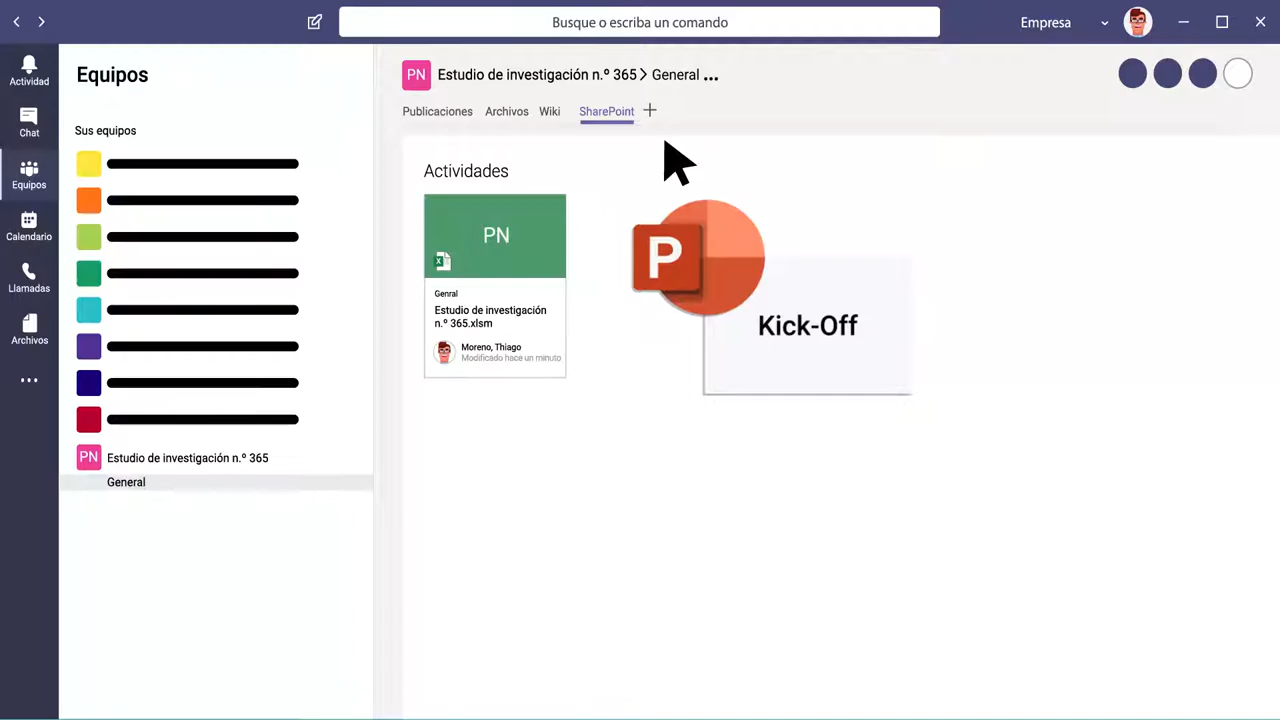 Busque o escriba un comando
Empresa
Actividad
Chat
Equipos
Calendario
Llamadas
Archivos
Equipos
Sus equipos
PN Estudio de investigación n.º 365
General
PN Estudio de investigación n.º 365 > General ...
Publicaciones Archivos Wiki SharePoint +
Actividades
PN
Genral
Estudio de investigación
n.º 365.xlsm
Moreno, Thiago
Modificado hace un minuto
P
Kick-Off